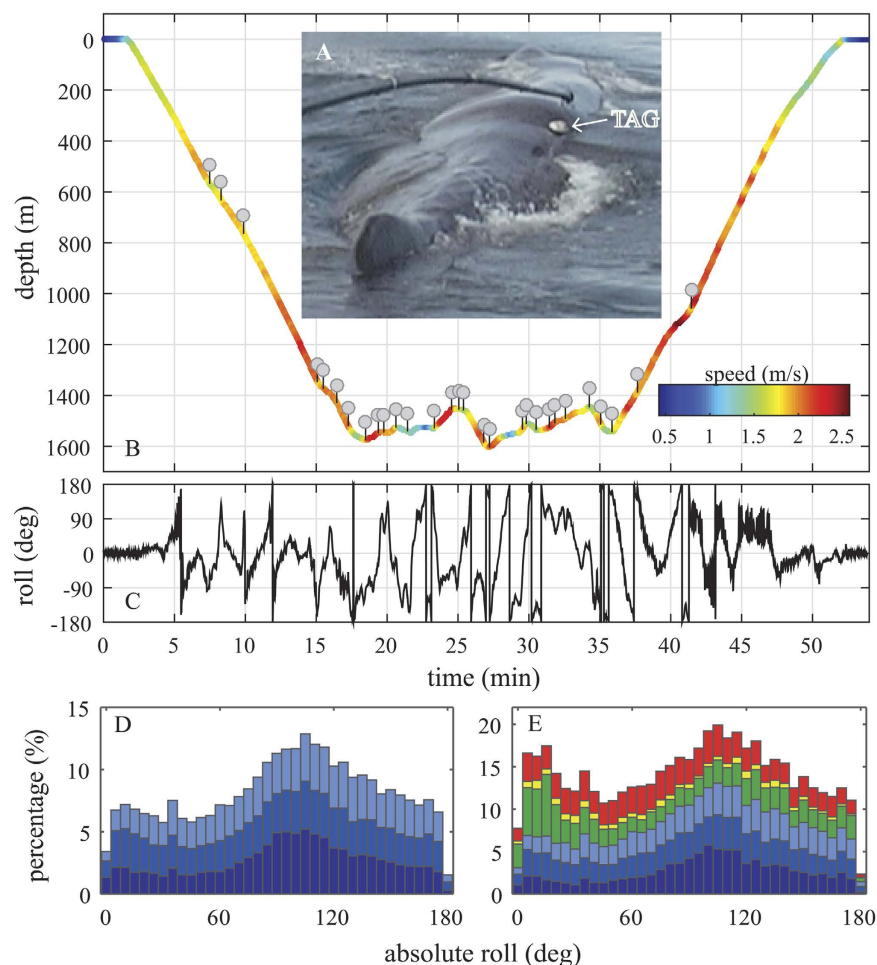 A
TAG
0
200
400
600
800
1000
1200
1400
1600
depth (m)
B
speed (m/s)
0.5 1 1.5 2 2.5
180
90
0
-90
-180
roll (deg)
C
0 5 10 15 20 25 30 35 40 45 50
time (min)
15
10
5
0
percentage (%)
D
0 60 120 180
20
15
10
5
0
E
0 60 120 180
absolute roll (deg)